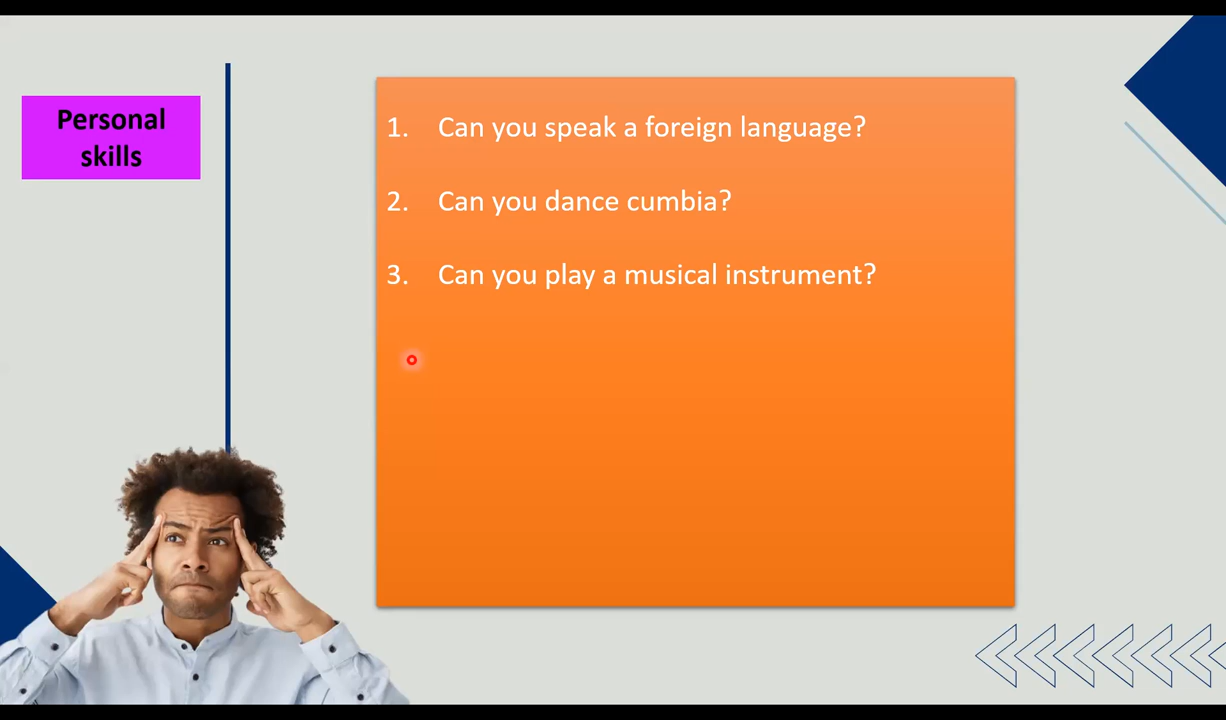 Personal
skills
1. Can you speak a foreign language?
2. Can you dance cumbia?
3. Can you play a musical instrument?